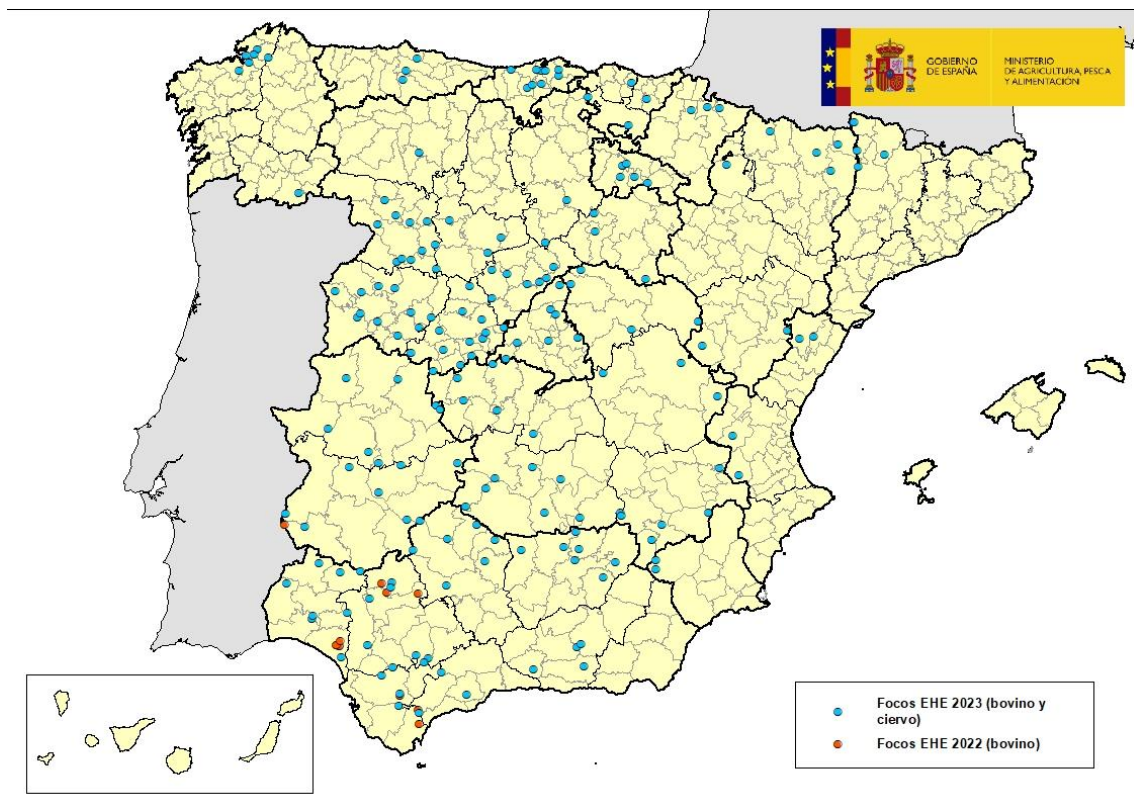 GOBIERNO
DE ESPAÑA
MINISTERIO
DE AGRICULTURA, PESCA
Y ALIMENTACIÓN
Focos EHE 2023 (bovino y
ciervo)
Focos EHE 2022 (bovino)